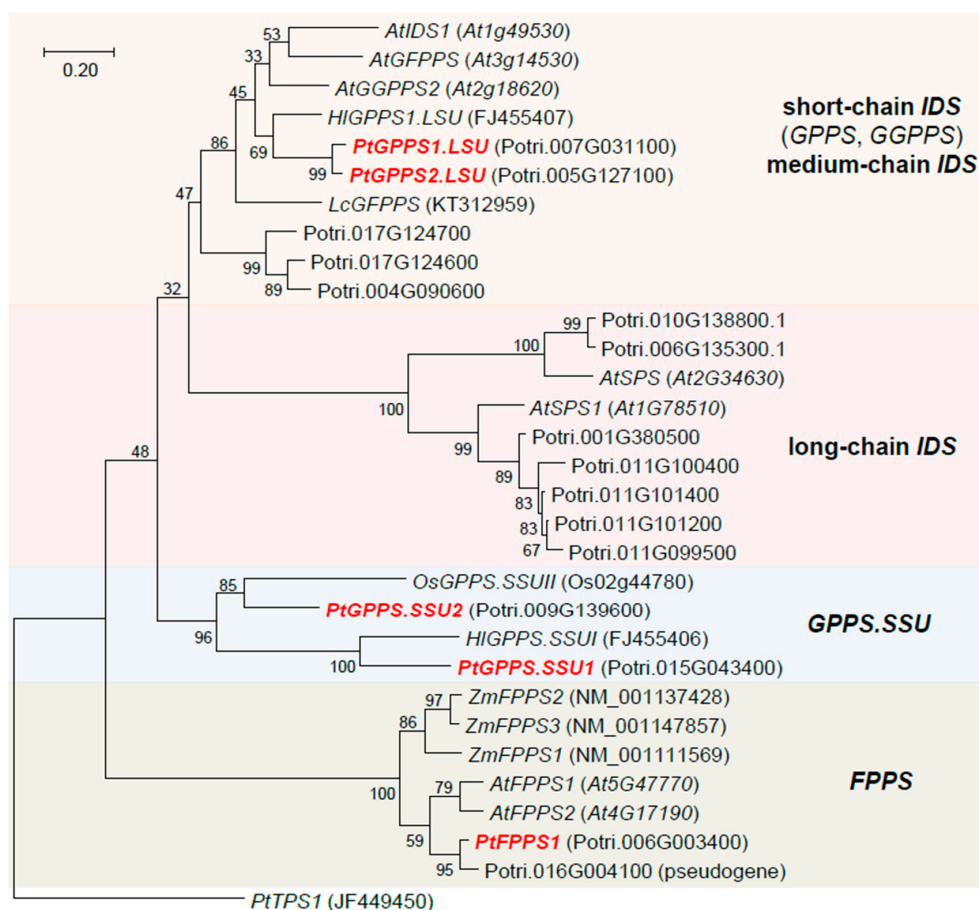 0.20
53
AtIDS1 (At1g49530)
33
AtGFPPS (At3g14530)
45
AtGGPPS2 (At2g18620)
86
HlGPPS1.LSU (FJ455407)
69
PtGPPS1.LSU (Potri.007G031100)
99
PtGPPS2.LSU (Potri.005G127100)
47
LcGFPPS (KT312959)
Potri.017G124700
99
Potri.017G124600
89
Potri.004G090600
short-chain IDS
(GPPS, GGPPS)
medium-chain IDS
32
99
Potri.010G138800.1
100
Potri.006G135300.1
AtSPS (At2G34630)
100
AtSPS1 (At1G78510)
99
Potri.001G380500
89
Potri.011G100400
83
Potri.011G101400
83
Potri.011G101200
67
Potri.011G099500
long-chain IDS
48
85
OsGPPS.SSUII (Os02g44780)
PtGPPS.SSU2 (Potri.009G139600)
96
HlGPPS.SSUI (FJ455406)
100
PtGPPS.SSU1 (Potri.015G043400)
GPPS.SSU
97
ZmFPPS2 (NM_001137428)
86
ZmFPPS3 (NM_001147857)
ZmFPPS1 (NM_001111569)
100
79
AtFPPS1 (At5G47770)
AtFPPS2 (At4G17190)
59
PtFPPS1 (Potri.006G003400)
95
Potri.016G004100 (pseudogene)
FPPS
PtTPS1 (JF449450)